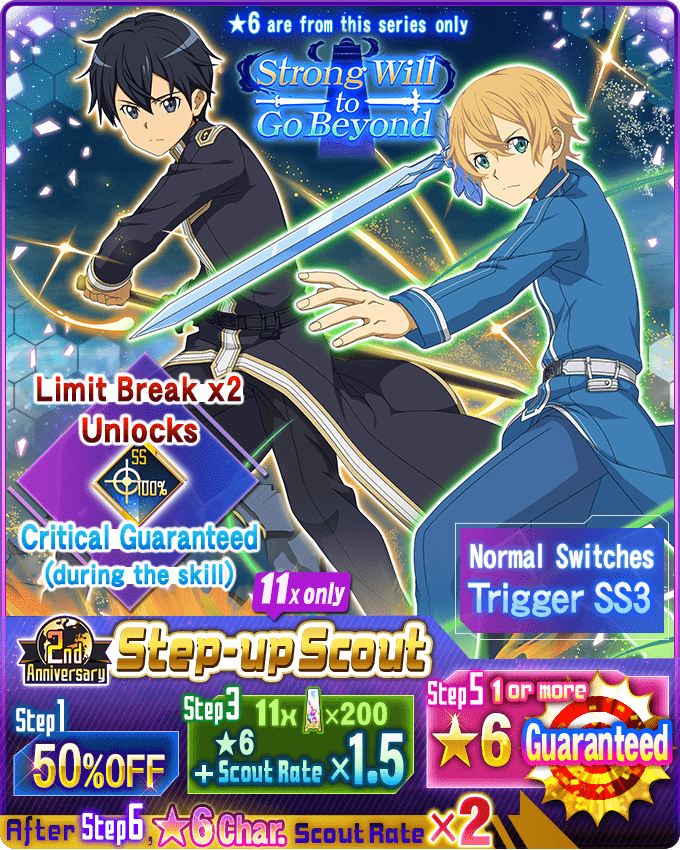 ★6 are from this series only
Strong Will
to
Go Beyond
Limit Break x2
Unlocks
SS
100%
Critical Guaranteed
(during the skill)
Normal Switches
Trigger SS3
11x only
2nd
Anniversary
Step-up Scout
Step1
50%OFF
Step3
11x ×200
★6
+Scout Rate ×1.5
Step5 1 or more
★6 Guaranteed
After Step6, ★6 Char. Scout Rate ×2